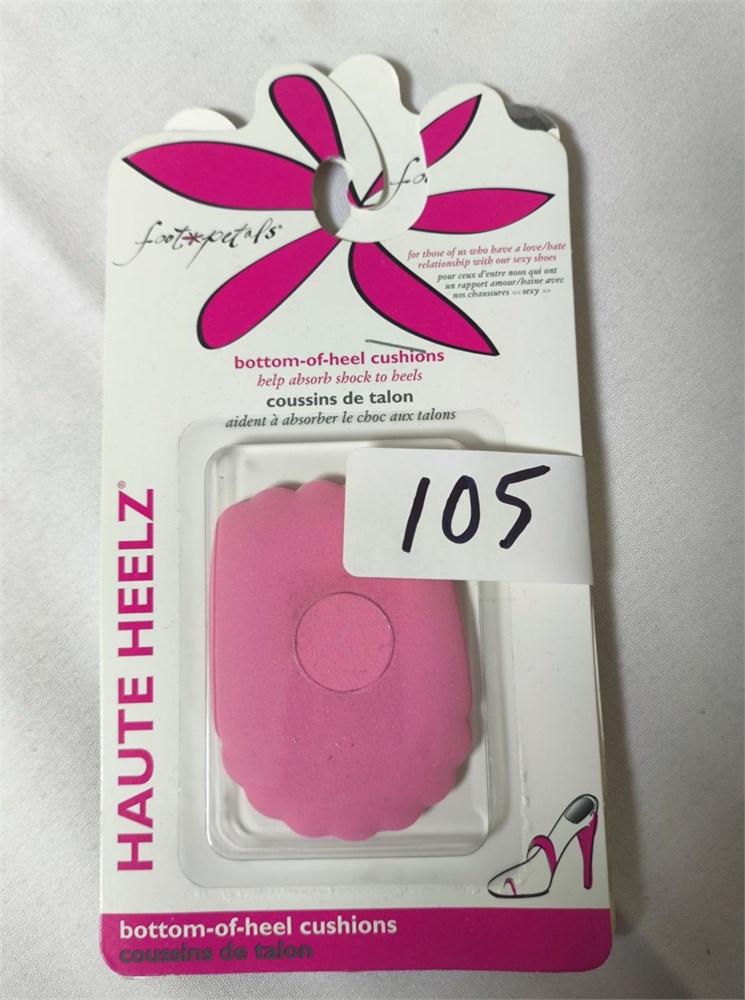 foot*petals®
fo
for those of us who have a love/hate
relationship with our sexy shoes
pour ceux d'entre nous qui ont
un rapport amour/haine avec
nos chaussures << sexy >>
bottom-of-heel cushions
help absorb shock to heels
coussins de talon
aident à absorber le choc aux talons
105
HAUTE HEELZ®
bottom-of-heel cushions
coussins de talon